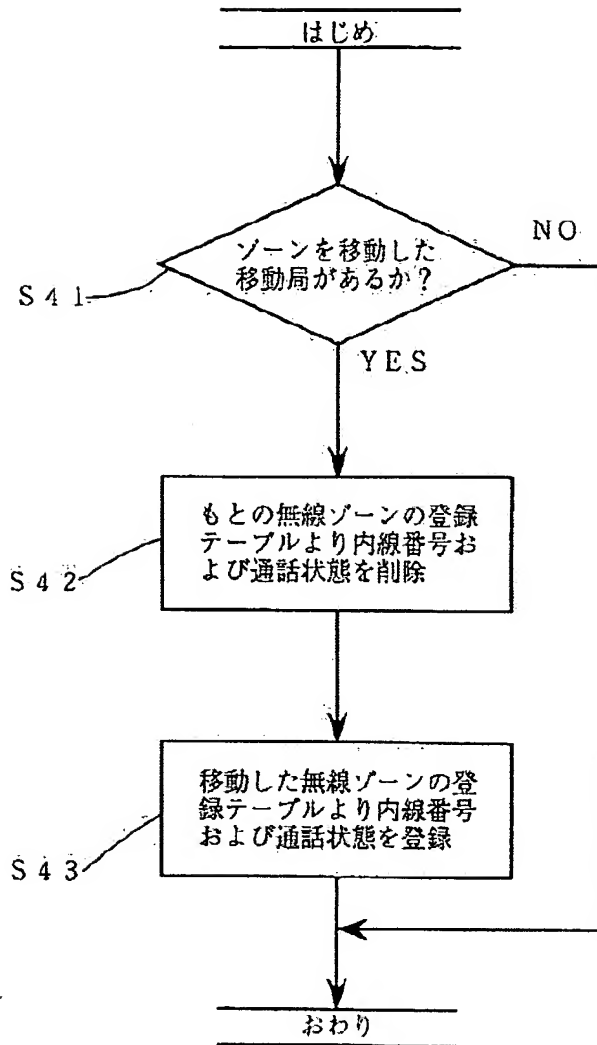 はじめ
ゾーンを移動した
移動局があるか?
NO
S41
YES
もとの無線ゾーンの登録
テーブルより内線番号お
よび通話状態を削除
S42
移動した無線ゾーンの登
録テーブルより内線番号
および通話状態を登録
S43
おわり